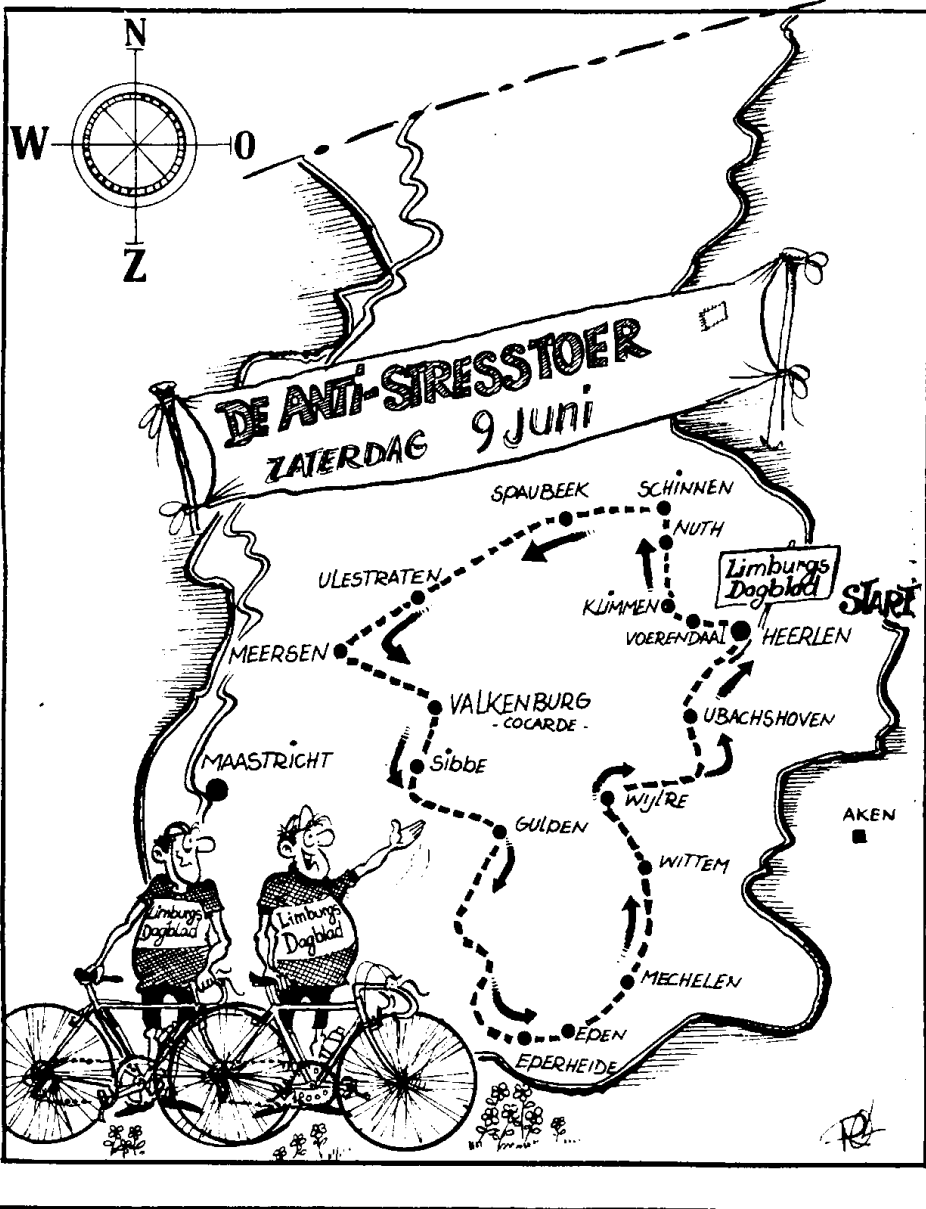 N
W
O
Z
DE ANTI-STRESSTOER
ZATERDAG 9 Juni
SPAUBEEK
SCHINNEN
NUTH
Limburgs
Dagblad
START
ULESTRATEN
KLIMMEN
VOERENDAAL
HEERLEN
MEERSEN
VALKENBURG
- COCARDE -
UBACHSHOVEN
MAASTRICHT
SiBBE
WIJLRE
GULPEN
AKEN
WITTEM
Limburgs
Dagblad
Limburgs
Dagblad
MECHELEN
EPEN
EPERHEIDE